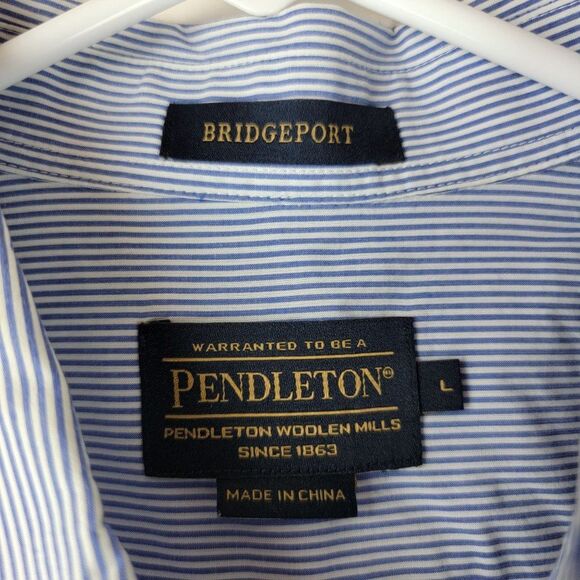 BRIDGEPORT
WARRANTED TO BE A
PENDLETON®
L
PENDLETON WOOLEN MILLS
SINCE 1863
MADE IN CHINA